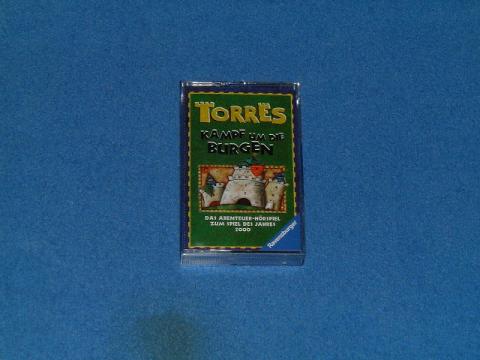 TORRES
KAMPF UM DIE
BURGEN
DAS ABENTEUER-HÖRSPIEL
ZUM SPIEL DES JAHRES
2000
Ravensburger